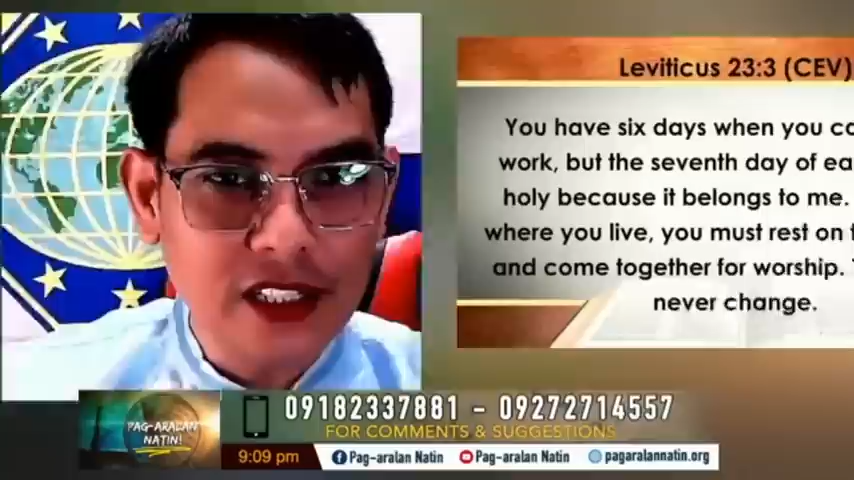 Leviticus 23:3 (CEV)
You have six days when you ca
work, but the seventh day of ea
holy because it belongs to me.
where you live, you must rest on
and come together for worship.
never change.
09182337881 - 09272714557
FOR COMMENTS & SUGGESTIONS
PAG-ARALAN
NATIN!
9:09 pm
Pag-aralan Natin
Pag-aralan Natin
pagaralannatin.org